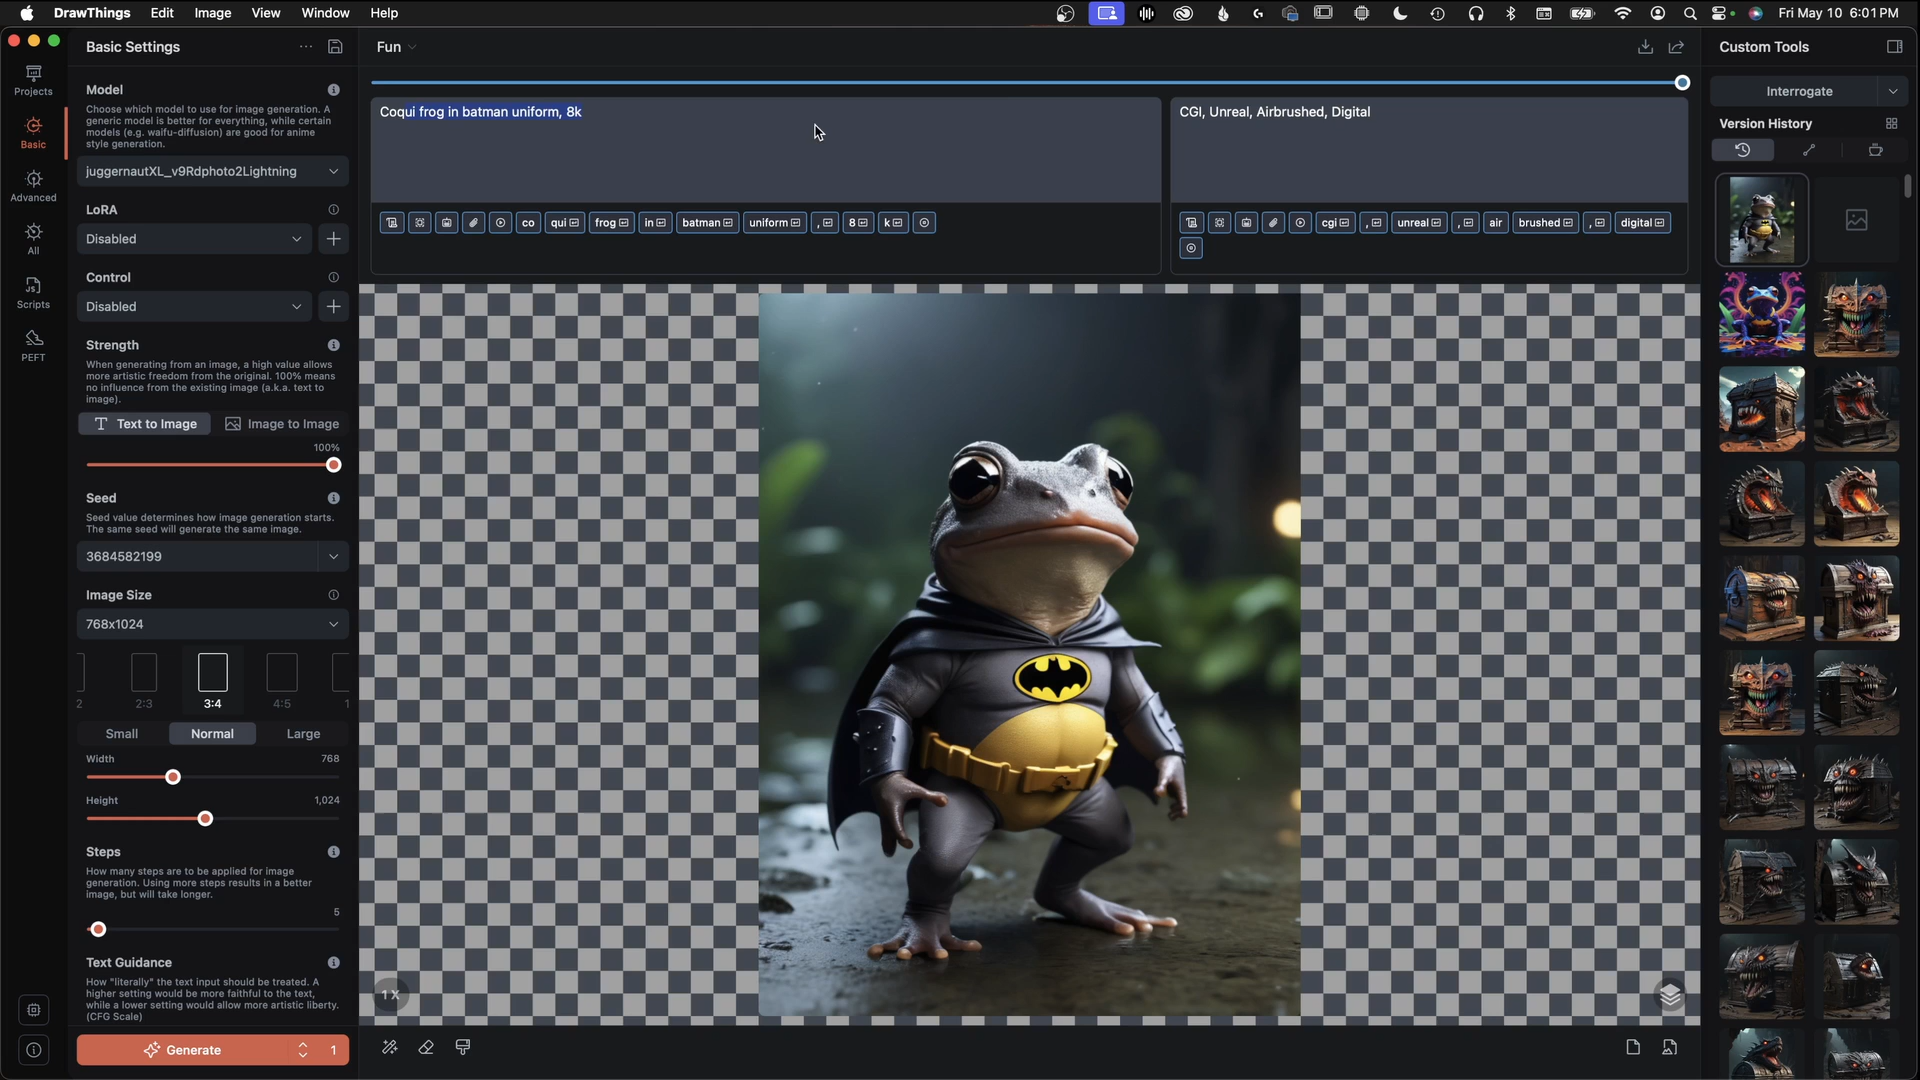 DrawThings Edit Image View Window Help
Fri May 10 6:01 PM
Basic Settings
Fun
Custom Tools
Projects
Basic
Advanced
All
Scripts
PEFT
Model
Choose which model to use for image generation. A
generic model is better for everything, while certain
models (e.g. waifu-diffusion) are good for anime
style generation.
juggernautXL_v9Rdphoto2Lightning
LoRA
Disabled
Control
Disabled
Strength
When generating from an image, a high value allows
more artistic freedom from the original. 100% means
no influence from the existing image (a.k.a. text to
image).
Text to Image Image to Image
100%
Seed
Seed value determines how image generation starts.
The same seed will generate the same image.
3684582199
Image Size
768x1024
2 2:3 3:4 4:5 1
Small Normal Large
Width 768
Height 1,024
Steps
How many steps are to be applied for image
generation. Using more steps results in a better
image, but will take longer.
5
Text Guidance
How "literally" the text input should be treated. A
higher setting would be more faithful to the text,
while a lower setting would allow more artistic liberty.
(CFG Scale)
Generate 1
Coqui frog in batman uniform, 8k
co qui frog in batman uniform , 8 k
CGI, Unreal, Airbrushed, Digital
cgi , unreal , air brushed , digital
1 X
Interrogate
Version History